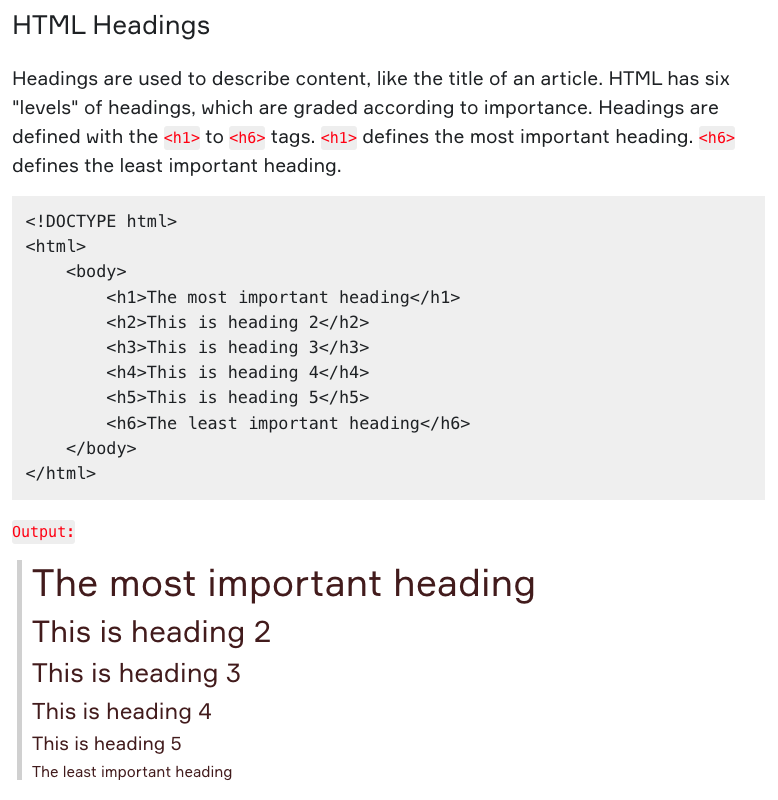 HTML Headings
Headings are used to describe content, like the title of an article. HTML has six
"levels" of headings, which are graded according to importance. Headings are
defined with the <h1> to <h6> tags. <h1> defines the most important heading. <h6>
defines the least important heading.
<!DOCTYPE html>
<html>
    <body>
        <h1>The most important heading</h1>
        <h2>This is heading 2</h2>
        <h3>This is heading 3</h3>
        <h4>This is heading 4</h4>
        <h5>This is heading 5</h5>
        <h6>The least important heading</h6>
    </body>
</html>
Output:
The most important heading
This is heading 2
This is heading 3
This is heading 4
This is heading 5
The least important heading